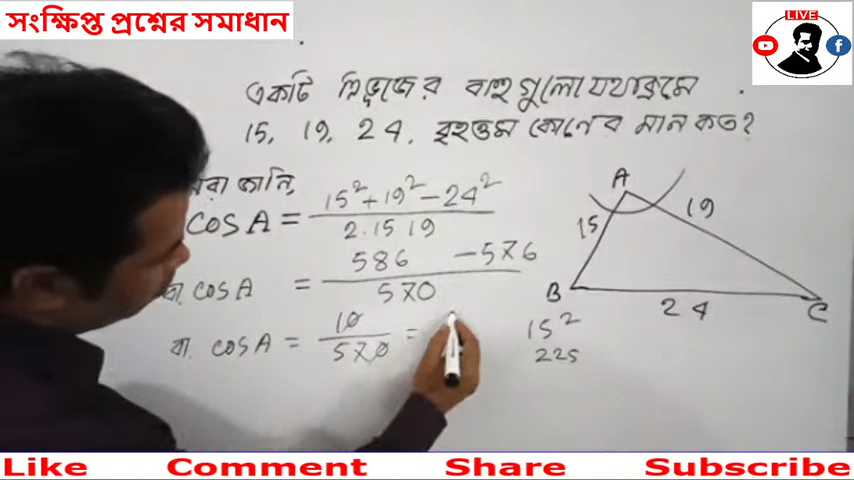 সংক্ষিপ্ত প্রশ্নের সমাধান
LIVE
একটি ত্রিভুজের বাহুগুলো যথাক্রমে
15, 19, 24. বৃহত্তম কোনের মান কত?
রা জানি,
cos A = 15² + 19² - 24² / 2. 15 19
বা. cos A = 586 - 576 / 570
বা. cos A = 10 / 570 =
A
15
19
B
24
C
15²
225
Like Comment Share Subscribe